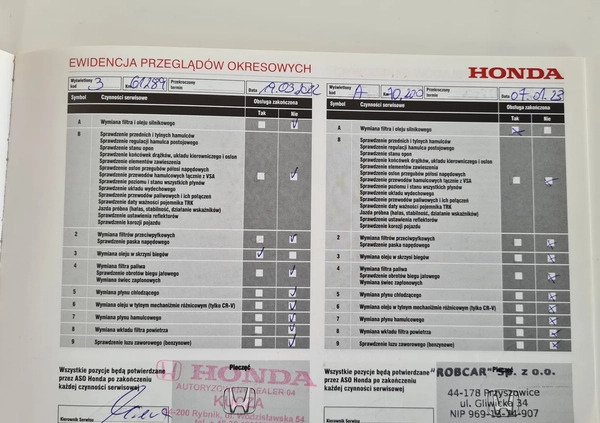 EWIDENCJA PRZEGLĄDÓW OKRESOWYCH
HONDA
Wyświetlony kod 3 Km 61289 Przekroczony termin Data 19.03.2022
Symbol Czynności serwisowe Obsługa zakończona
Tak Nie
A Wymiana filtra i oleju silnikowego
B Sprawdzenie przednich i tylnych hamulców
Sprawdzenie regulacji hamulca postojowego
Sprawdzenie stanu opon
Sprawdzenie końcówek drążków, układu kierowniczego i osłon
Sprawdzenie elementów zawieszenia
Sprawdzenie osłon przegubów półosi napędowych
Sprawdzenie przewodów hamulcowych łącznie z VSA
Sprawdzenie poziomu i stanu wszystkich płynów
Sprawdzenie układu wydechowego
Sprawdzenie przewodów paliwowych i ich połączeń
Sprawdzenie daty ważności pojemnika TRK
Jazda próbna (hałas, stabilność, działanie wskaźników)
Sprawdzenie ustawienia reflektorów
Sprawdzenie korozji pojazdu
2 Wymiana filtrów przeciwpyłkowych
Sprawdzenie paska napędowego
3 Wymiana oleju w skrzyni biegów
4 Wymiana filtra paliwa
Sprawdzenie obrotów biegu jałowego
Wymiana świec zapłonowych
5 Wymiana płynu chłodzącego
6 Wymiana oleju w tylnym mechanizmie różnicowym (tylko CR-V)
7 Wymiana płynu hamulcowego
8 Wymiana wkładu filtra powietrza
9 Sprawdzenie luzu zaworowego (benzynowe)
Wszystkie pozycje będą potwierdzane
przez ASO Honda po zakończeniu
każdej czynności serwisowej
Pieczęć
HONDA
AUTORYZOWANY DEALER 04
-200 Rybnik, ul. Wodzisławska 54
Kierownik Serwisu
Wyświetlony kod A Km 70,200 Przekroczony termin Data 07.01.23
Symbol Czynności serwisowe Obsługa zakończona
Tak Nie
A Wymiana filtra i oleju silnikowego
B Sprawdzenie przednich i tylnych hamulców
Sprawdzenie regulacji hamulca postojowego
Sprawdzenie stanu opon
Sprawdzenie końcówek drążków, układu kierowniczego i osłon
Sprawdzenie elementów zawieszenia
Sprawdzenie osłon przegubów półosi napędowych
Sprawdzenie przewodów hamulcowych łącznie z VSA
Sprawdzenie poziomu i stanu wszystkich płynów
Sprawdzenie układu wydechowego
Sprawdzenie przewodów paliwowych i ich połączeń
Sprawdzenie daty ważności pojemnika TRK
Jazda próbna (hałas, stabilność, działanie wskaźników)
Sprawdzenie ustawienia reflektorów
Sprawdzenie korozji pojazdu
2 Wymiana filtrów przeciwpyłkowych
Sprawdzenie paska napędowego
3 Wymiana oleju w skrzyni biegów
4 Wymiana filtra paliwa
Sprawdzenie obrotów biegu jałowego
Wymiana świec zapłonowych
5 Wymiana płynu chłodzącego
6 Wymiana oleju w tylnym mechanizmie różnicowym (tylko CR-V)
7 Wymiana płynu hamulcowego
8 Wymiana wkładu filtra powietrza
9 Sprawdzenie luzu zaworowego (benzynowe)
Wszystkie pozycje będą potwierdzane
przez ASO Honda po zakończeniu
każdej czynności serwisowej
"ROBCAR" sp. z o.o.
44-178 Przyszowice
ul. Gliwicka 34
Kierownik Serwisu